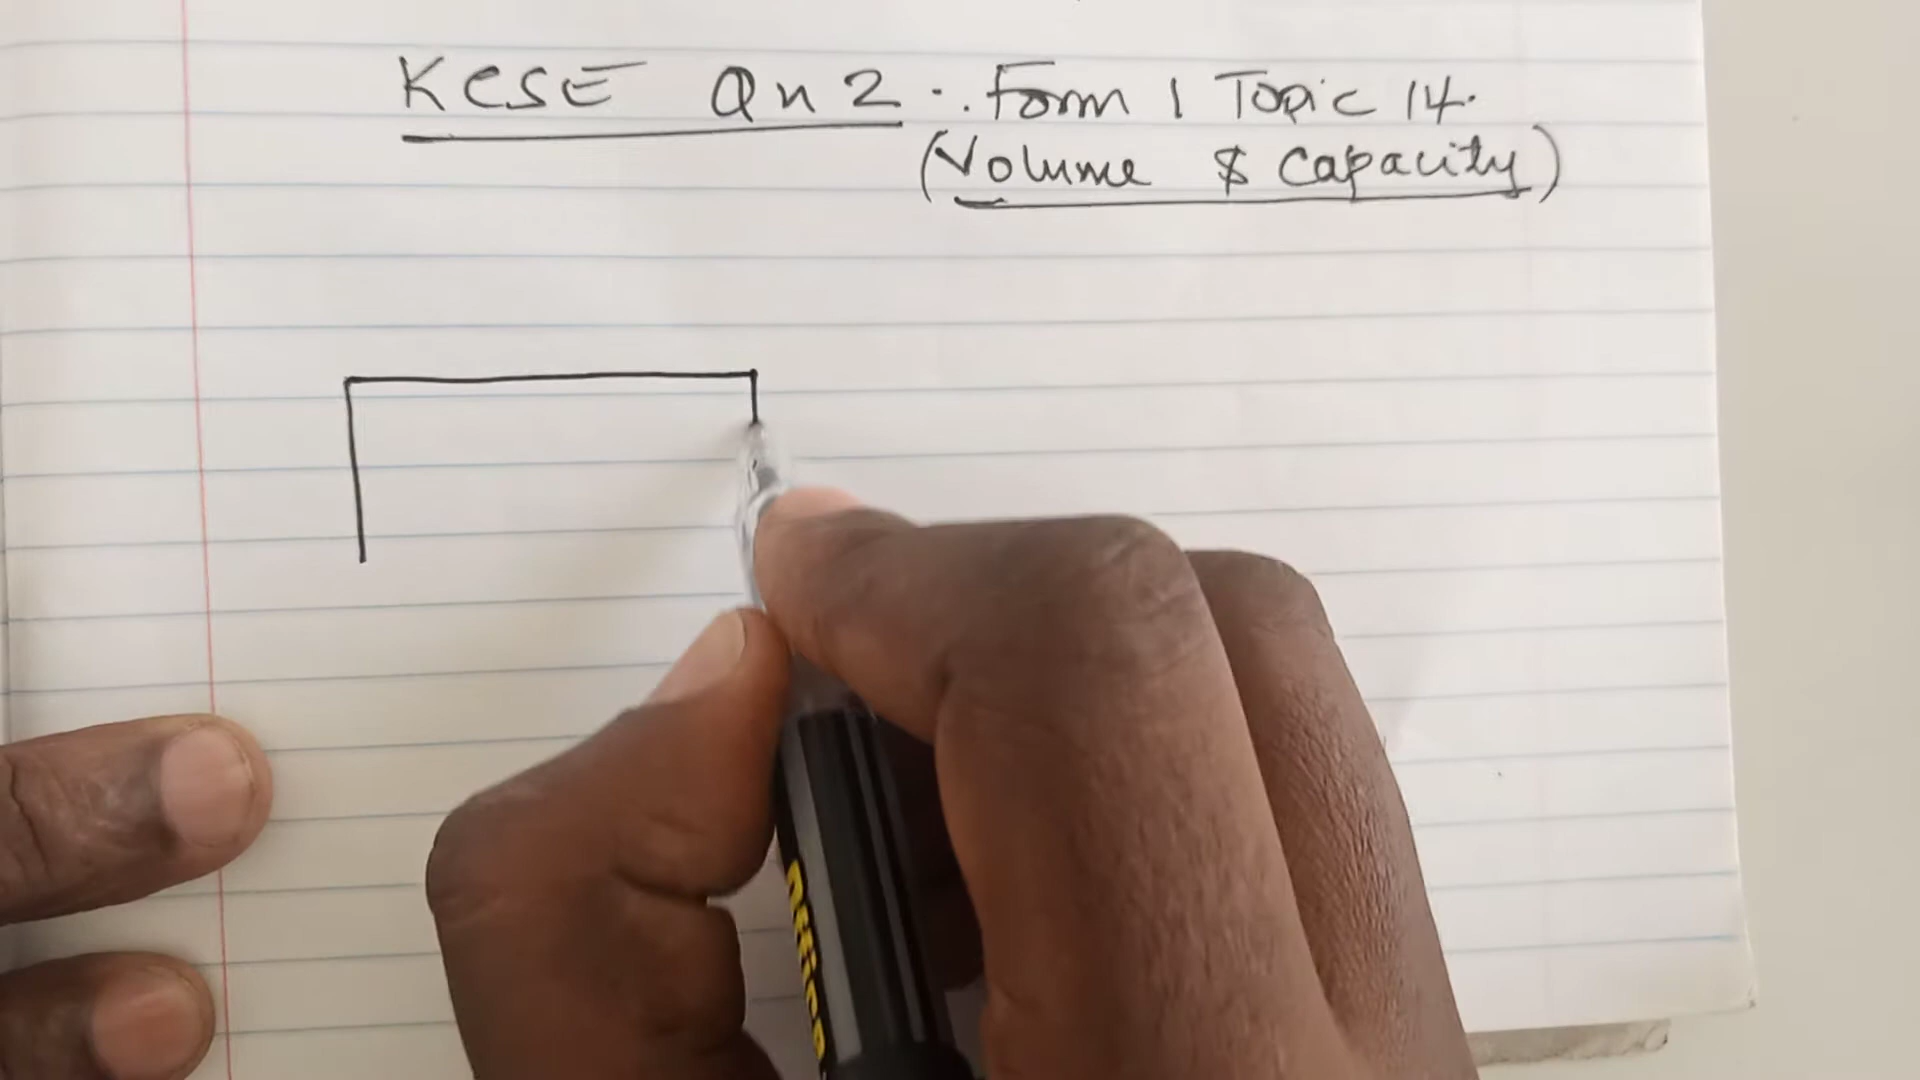 KCSE Qn 2 . . Form 1 Topic 14.
(Volume $ Capacity)